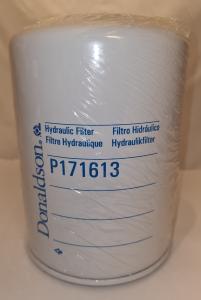 Donaldson
Hydraulic Filter
Filtro Hidráulico
Filtre Hydraulique
Hydraulikfilter
P171613